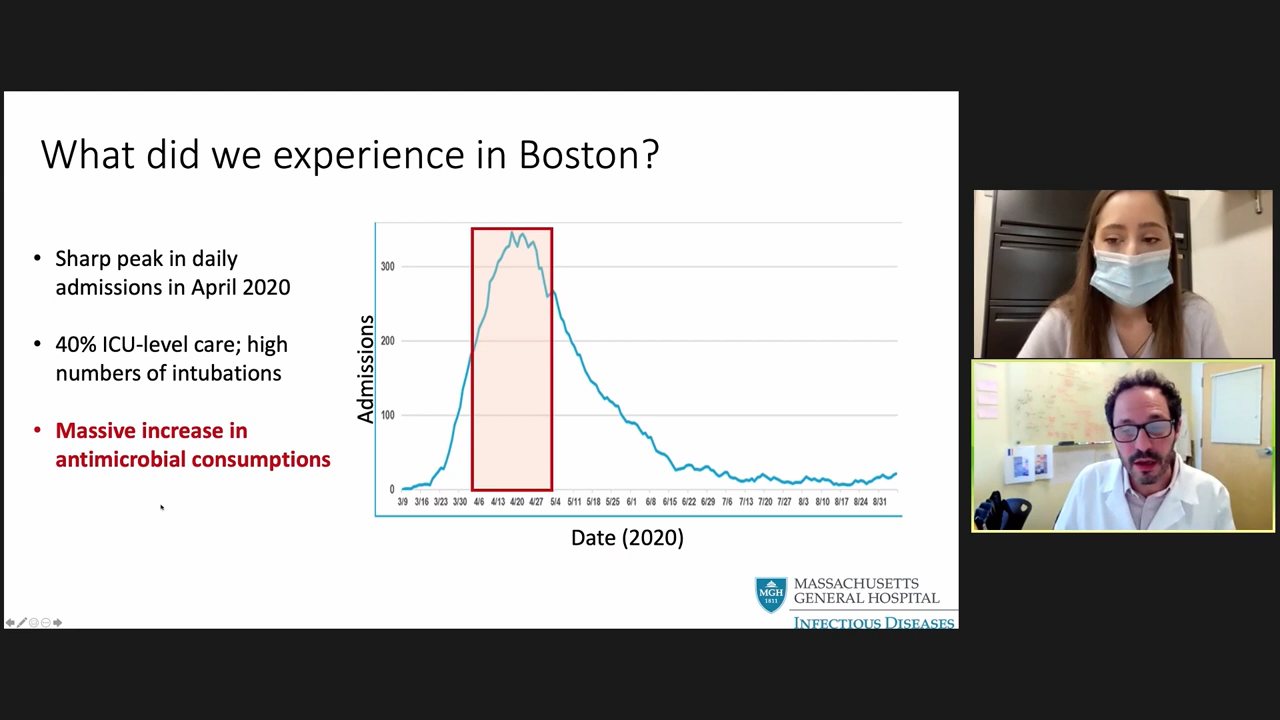 What did we experience in Boston?
• Sharp peak in daily
admissions in April 2020
• 40% ICU-level care; high
numbers of intubations
• Massive increase in
antimicrobial consumptions
Admissions
300
200
100
0
3/9 3/16 3/23 3/30 4/6 4/13 4/20 4/27 5/4 5/11 5/18 5/25 6/1 6/8 6/15 6/22 6/29 7/6 7/13 7/20 7/27 8/3 8/10 8/17 8/24 8/31
Date (2020)
MGH
1811
MASSACHUSETTS
GENERAL HOSPITAL
INFECTIOUS DISEASES